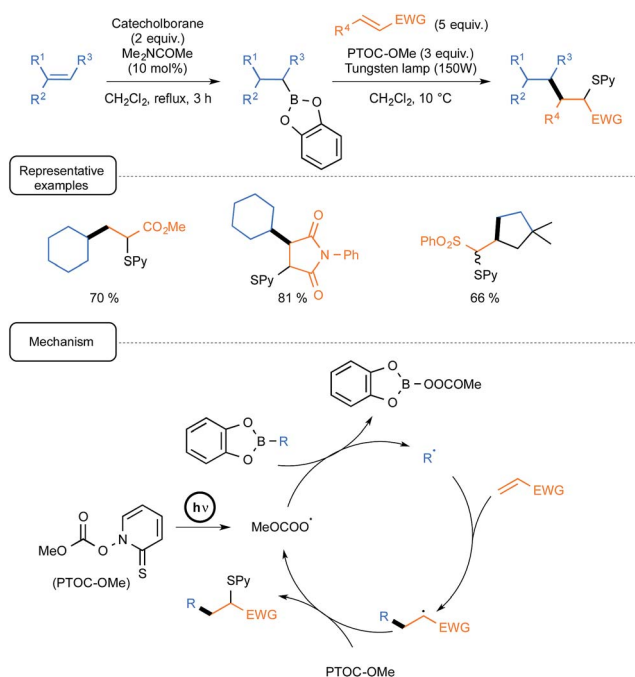 Catecholborane
(2 equiv.)
Me₂NCOMe
(10 mol%)
CH₂Cl₂, reflux, 3 h
R¹
R³
R²
R¹
R³
R²
B
O
O
R⁴
EWG
(5 equiv.)
PTOC-OMe (3 equiv.)
Tungsten lamp (150W)
CH₂Cl₂, 10 °C
R¹
R³
SPy
R²
R⁴
EWG
Representative
examples
CO₂Me
SPy
70 %
O
N
Ph
SPy
O
81 %
PhO₂S
SPy
66 %
Mechanism
O
B
OOCOMe
O
O
B
R
O
R•
EWG
hν
MeOCOO•
O
MeO
O
N
S
(PTOC-OMe)
SPy
R
EWG
R
•
EWG
PTOC-OMe